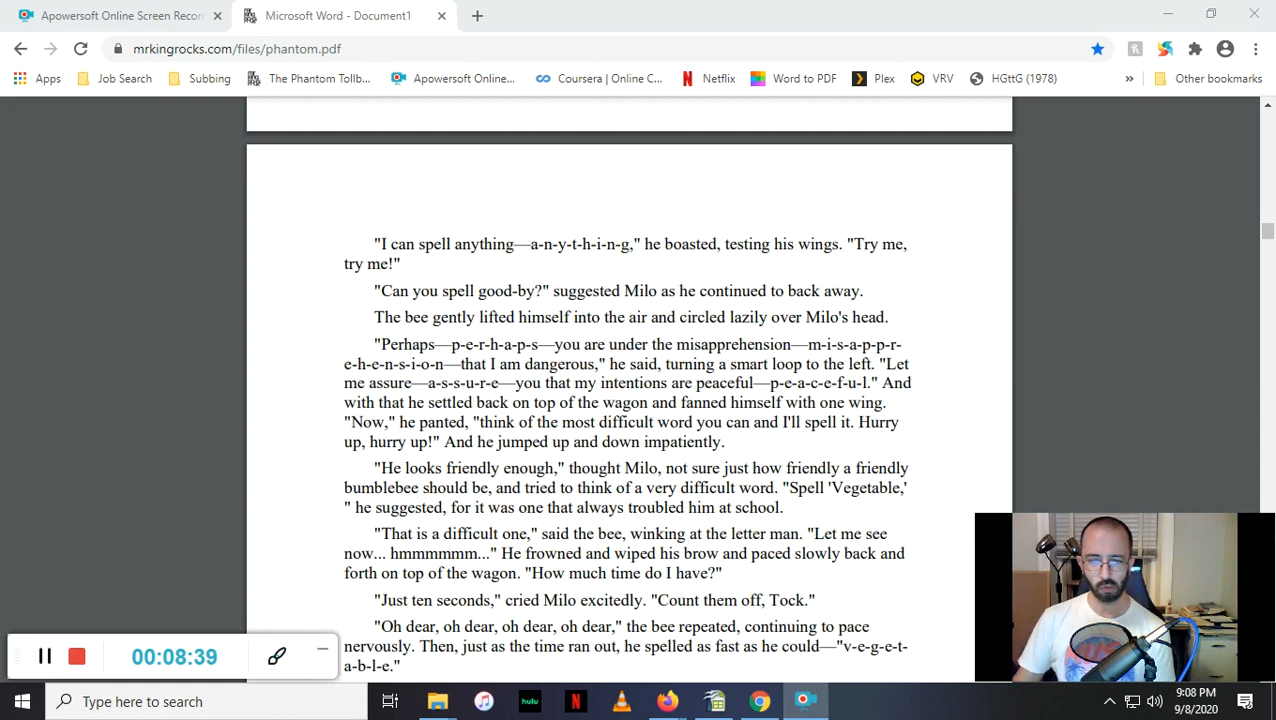 Apowersoft Online Screen Recor
Microsoft Word - Document1
mrkingrocks.com/files/phantom.pdf
Apps Job Search Subbing The Phantom Tollb... Apowersoft Online... Coursera | Online C... Netflix Word to PDF Plex VRV HGttG (1978) » Other bookmarks
"I can spell anything—a-n-y-t-h-i-n-g," he boasted, testing his wings. "Try me,
try me!"
"Can you spell good-by?" suggested Milo as he continued to back away.
The bee gently lifted himself into the air and circled lazily over Milo's head.
"Perhaps—p-e-r-h-a-p-s—you are under the misapprehension—m-i-s-a-p-p-r-
e-h-e-n-s-i-o-n—that I am dangerous," he said, turning a smart loop to the left. "Let
me assure—a-s-s-u-r-e—you that my intentions are peaceful—p-e-a-c-e-f-u-l." And
with that he settled back on top of the wagon and fanned himself with one wing.
"Now," he panted, "think of the most difficult word you can and I'll spell it. Hurry
up, hurry up!" And he jumped up and down impatiently.
"He looks friendly enough," thought Milo, not sure just how friendly a friendly
bumblebee should be, and tried to think of a very difficult word. "Spell 'Vegetable,'
" he suggested, for it was one that always troubled him at school.
"That is a difficult one," said the bee, winking at the letter man. "Let me see
now... hmmmmmm..." He frowned and wiped his brow and paced slowly back and
forth on top of the wagon. "How much time do I have?"
"Just ten seconds," cried Milo excitedly. "Count them off, Tock."
"Oh dear, oh dear, oh dear, oh dear," the bee repeated, continuing to pace
nervously. Then, just as the time ran out, he spelled as fast as he could—"v-e-g-e-t-
a-b-l-e."
00:08:39
Type here to search
hulu
9:08 PM
9/8/2020